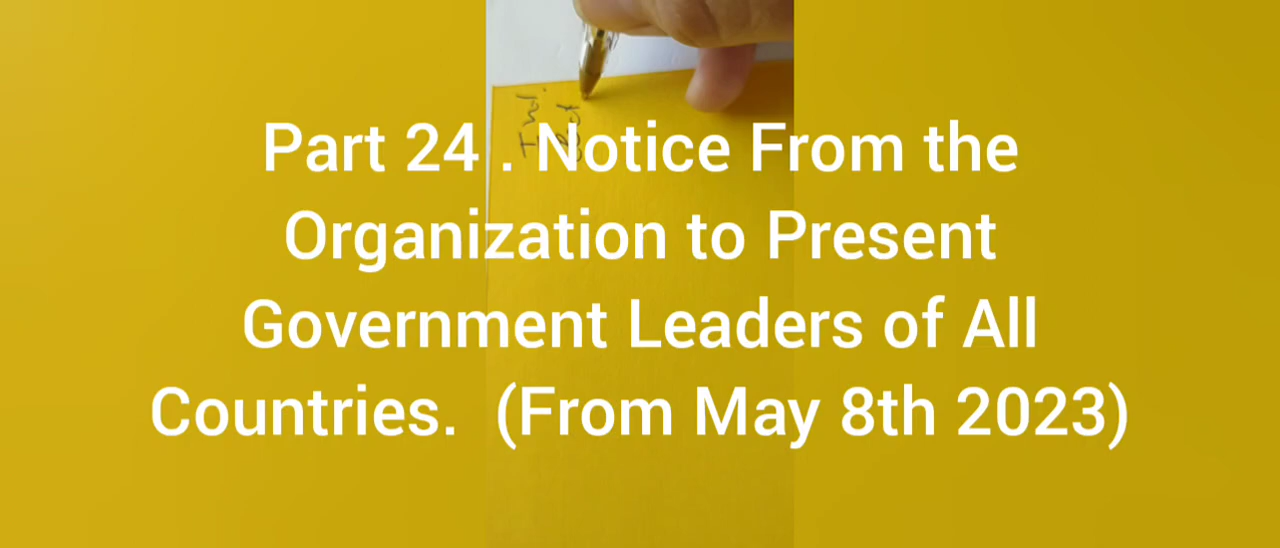 Part 24 . Notice From the
Organization to Present
Government Leaders of All
Countries.  (From May 8th 2023)